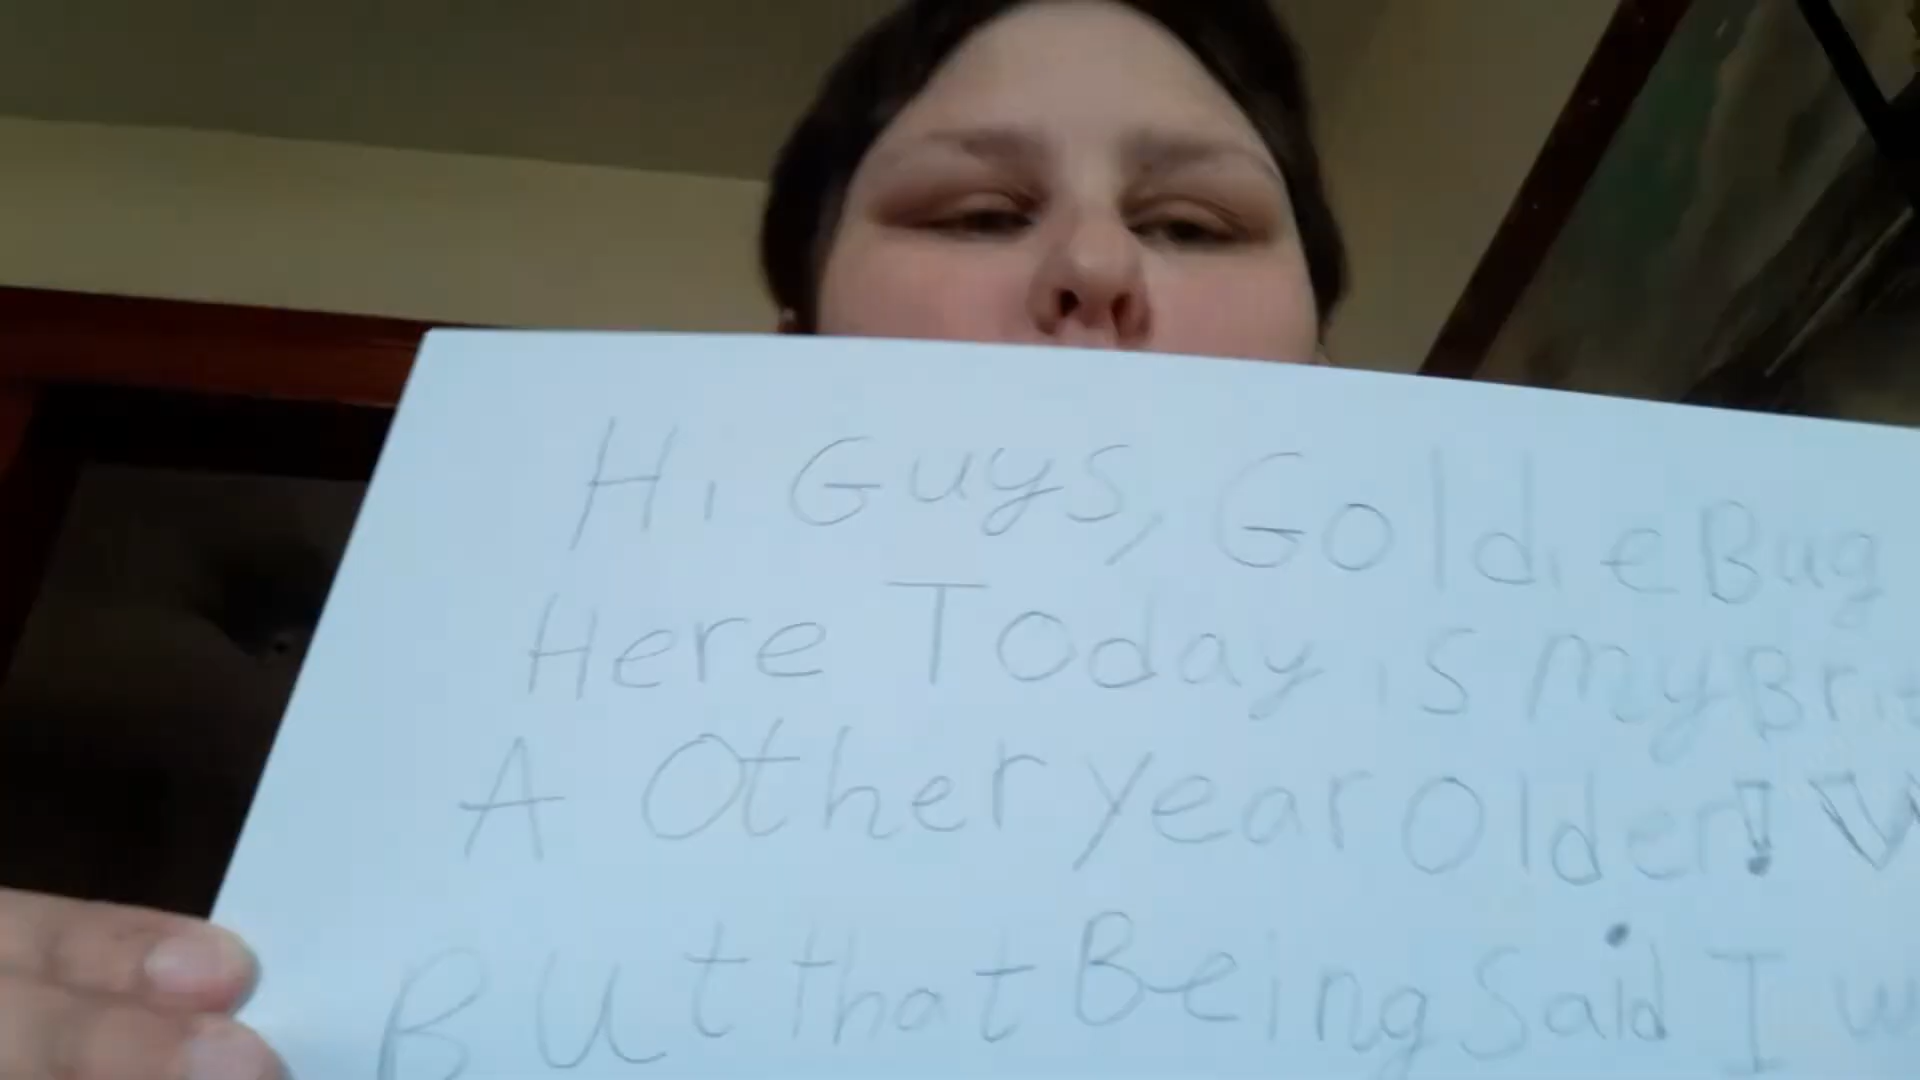 Hi Guys, GoldieBug
Here Today is my
A Other year Older!
But that Being Said I